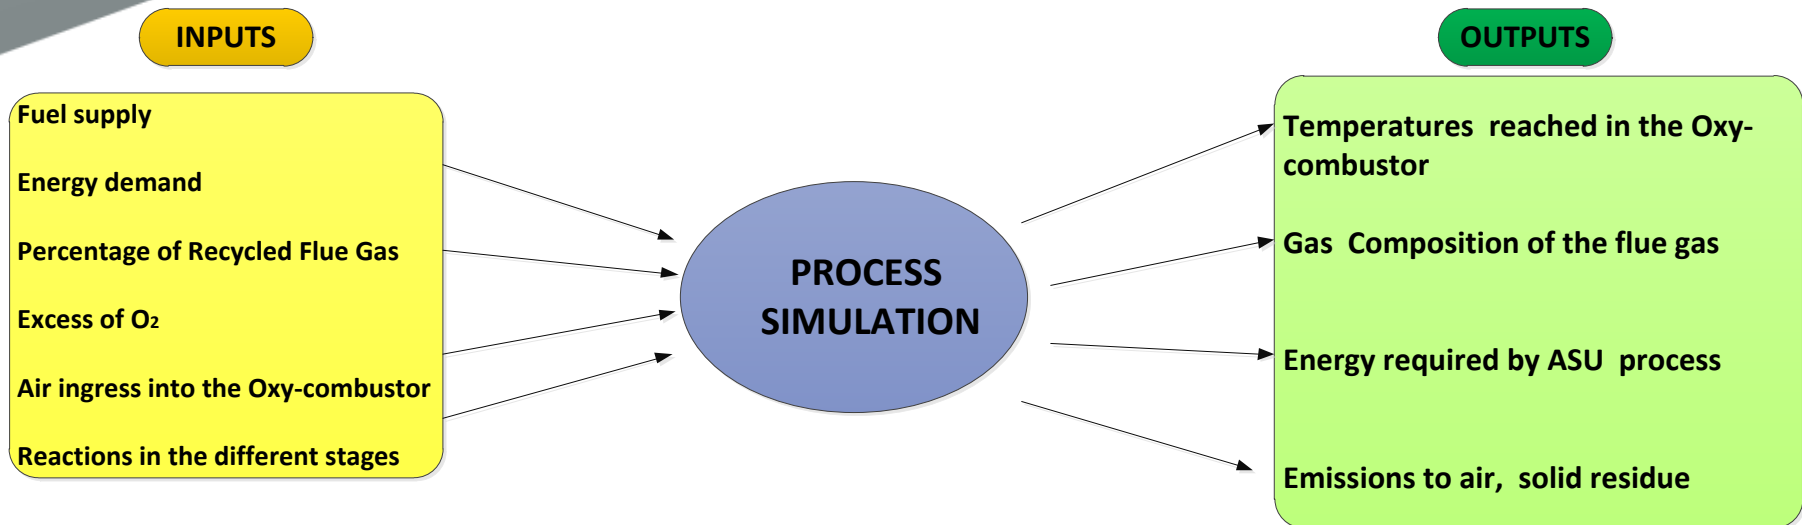 INPUTS
Fuel supply
Energy demand
Percentage of Recycled Flue Gas
Excess of O₂
Air ingress into the Oxy-combustor
Reactions in the different stages
PROCESS
SIMULATION
OUTPUTS
Temperatures reached in the Oxy-
combustor
Gas Composition of the flue gas
Energy required by ASU process
Emissions to air, solid residue